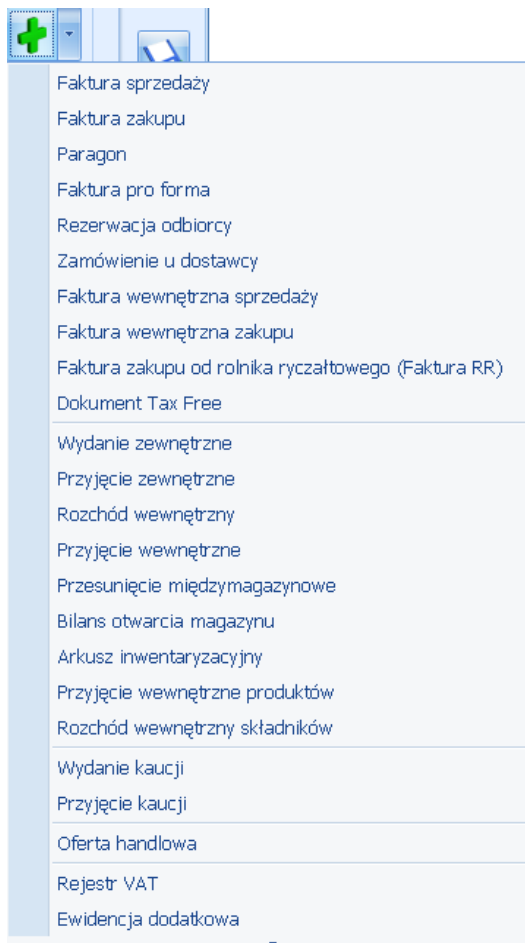 Faktura sprzedaży
Faktura zakupu
Paragon
Faktura pro forma
Rezerwacja odbiorcy
Zamówienie u dostawcy
Faktura wewnętrzna sprzedaży
Faktura wewnętrzna zakupu
Faktura zakupu od rolnika ryczałtowego (Faktura RR)
Dokument Tax Free
Wydanie zewnętrzne
Przyjęcie zewnętrzne
Rozchód wewnętrzny
Przyjęcie wewnętrzne
Przesunięcie międzymagazynowe
Bilans otwarcia magazynu
Arkusz inwentaryzacyjny
Przyjęcie wewnętrzne produktów
Rozchód wewnętrzny składników
Wydanie kaucji
Przyjęcie kaucji
Oferta handlowa
Rejestr VAT
Ewidencja dodatkowa